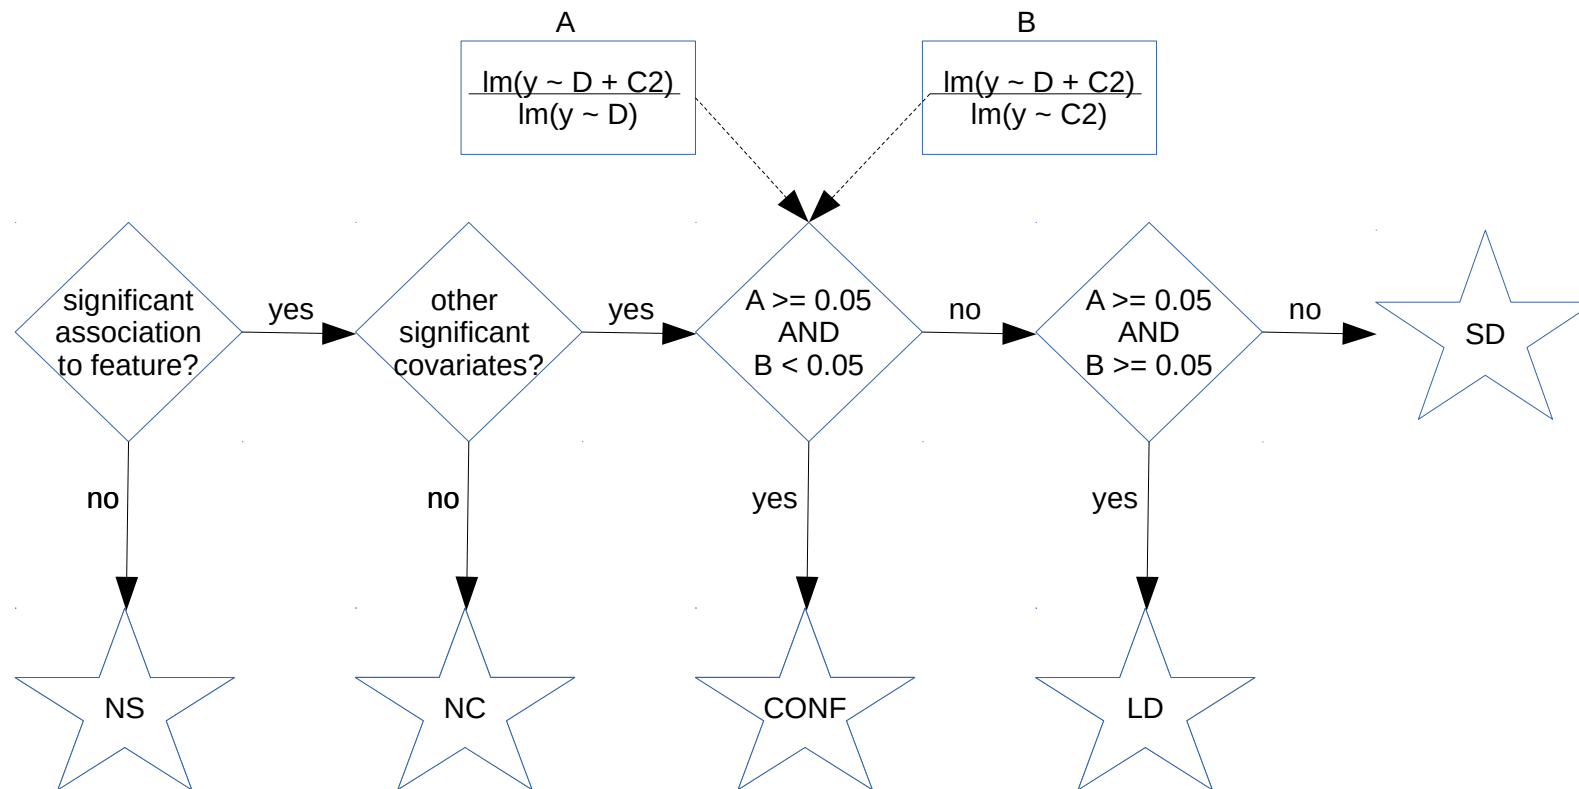 A
B
lm(y ~ D + C2)
lm(y ~ D)
lm(y ~ D + C2)
lm(y ~ C2)
significant
association
to feature?
yes
other
significant
covariates?
yes
A >= 0.05
AND
B < 0.05
no
A >= 0.05
AND
B >= 0.05
no
SD
no
no
yes
yes
NS
NC
CONF
LD